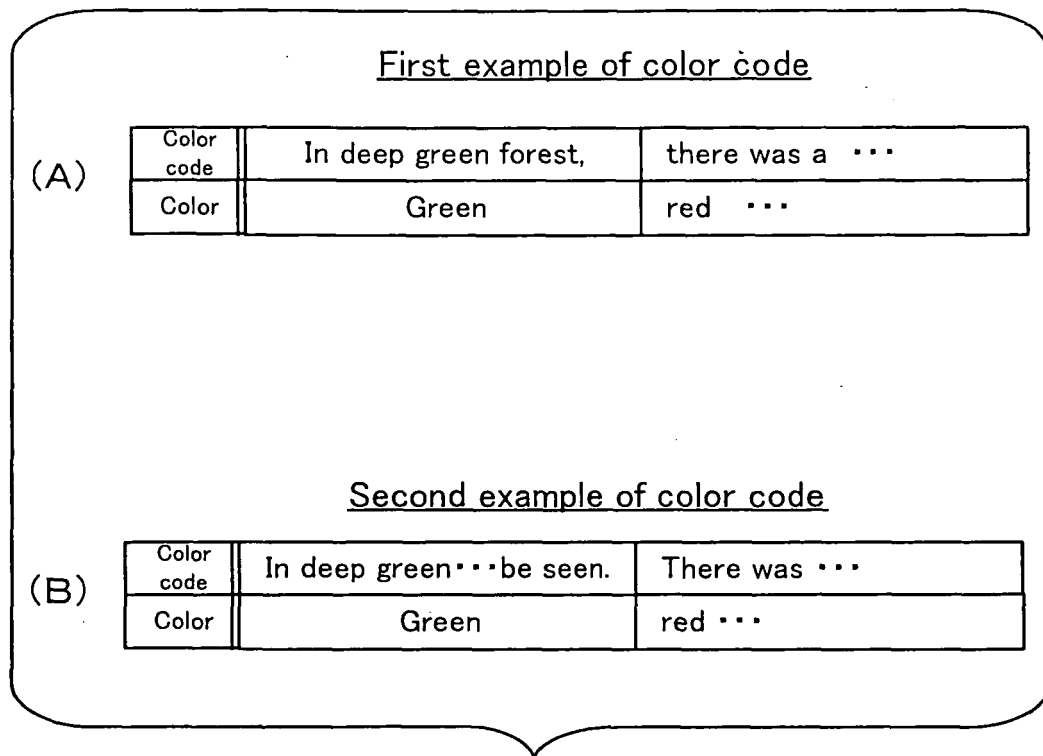 First example of color code
(A)
Color code | In deep green forest, | there was a ···
Color | Green | red ···
Second example of color code
(B)
Color code | In deep green···be seen. | There was ···
Color | Green | red ···